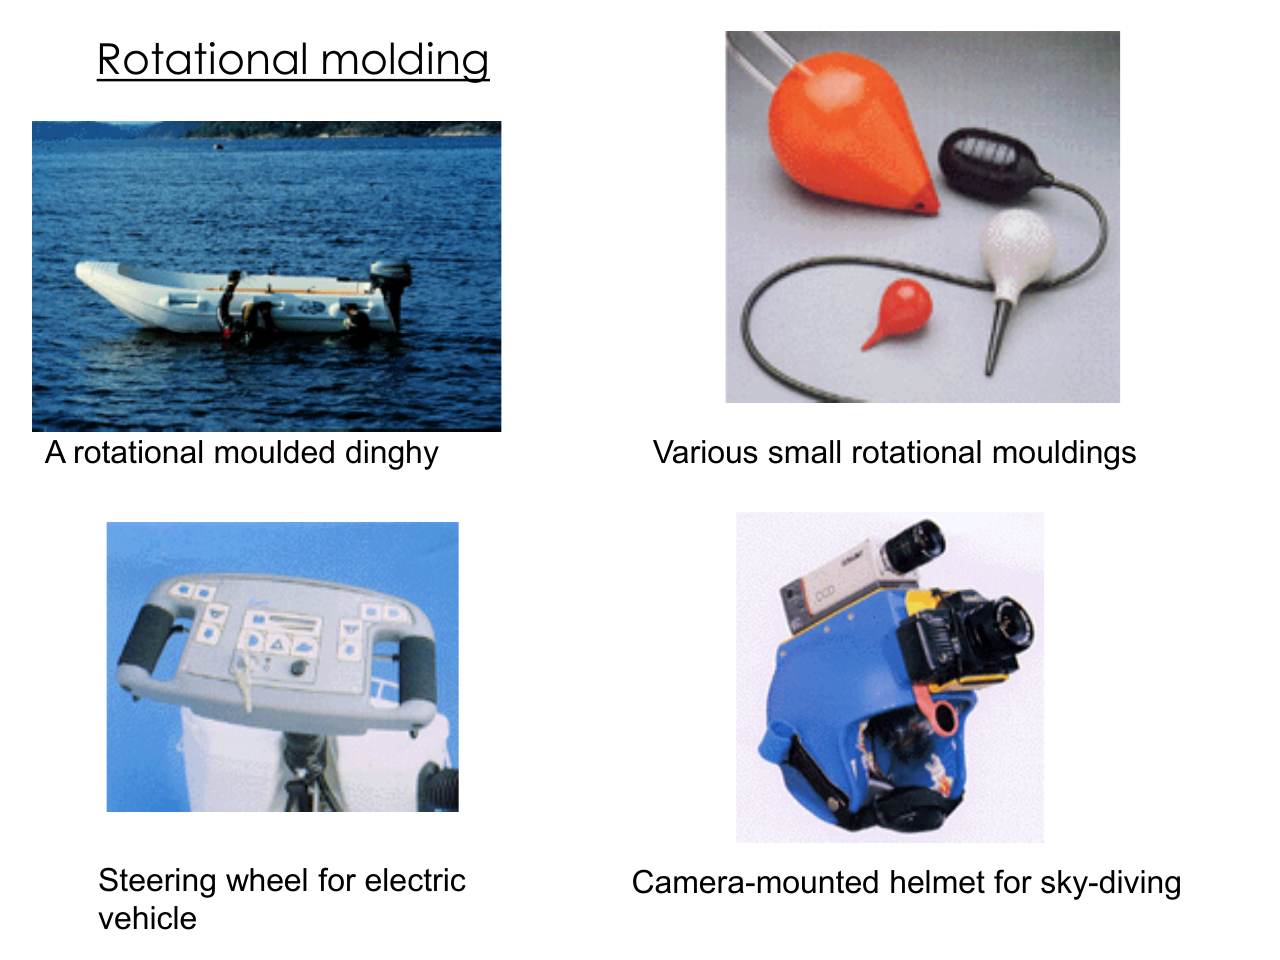 Rotational molding
A rotational moulded dinghy
Various small rotational mouldings
Steering wheel for electric
vehicle
Camera-mounted helmet for sky-diving
CCD